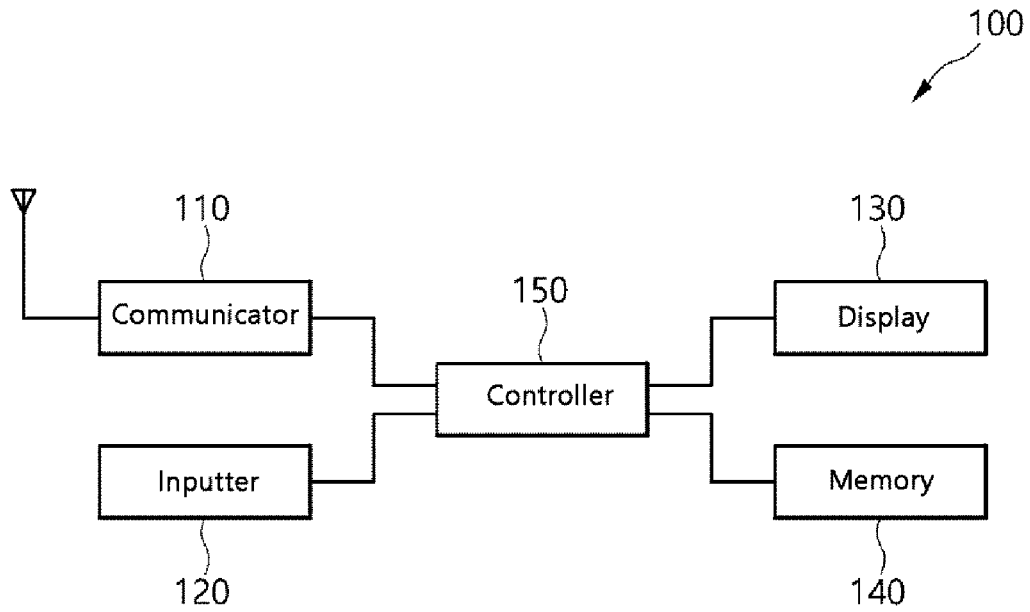 100
110
130
Communicator
150
Display
Controller
Inputter
Memory
120
140